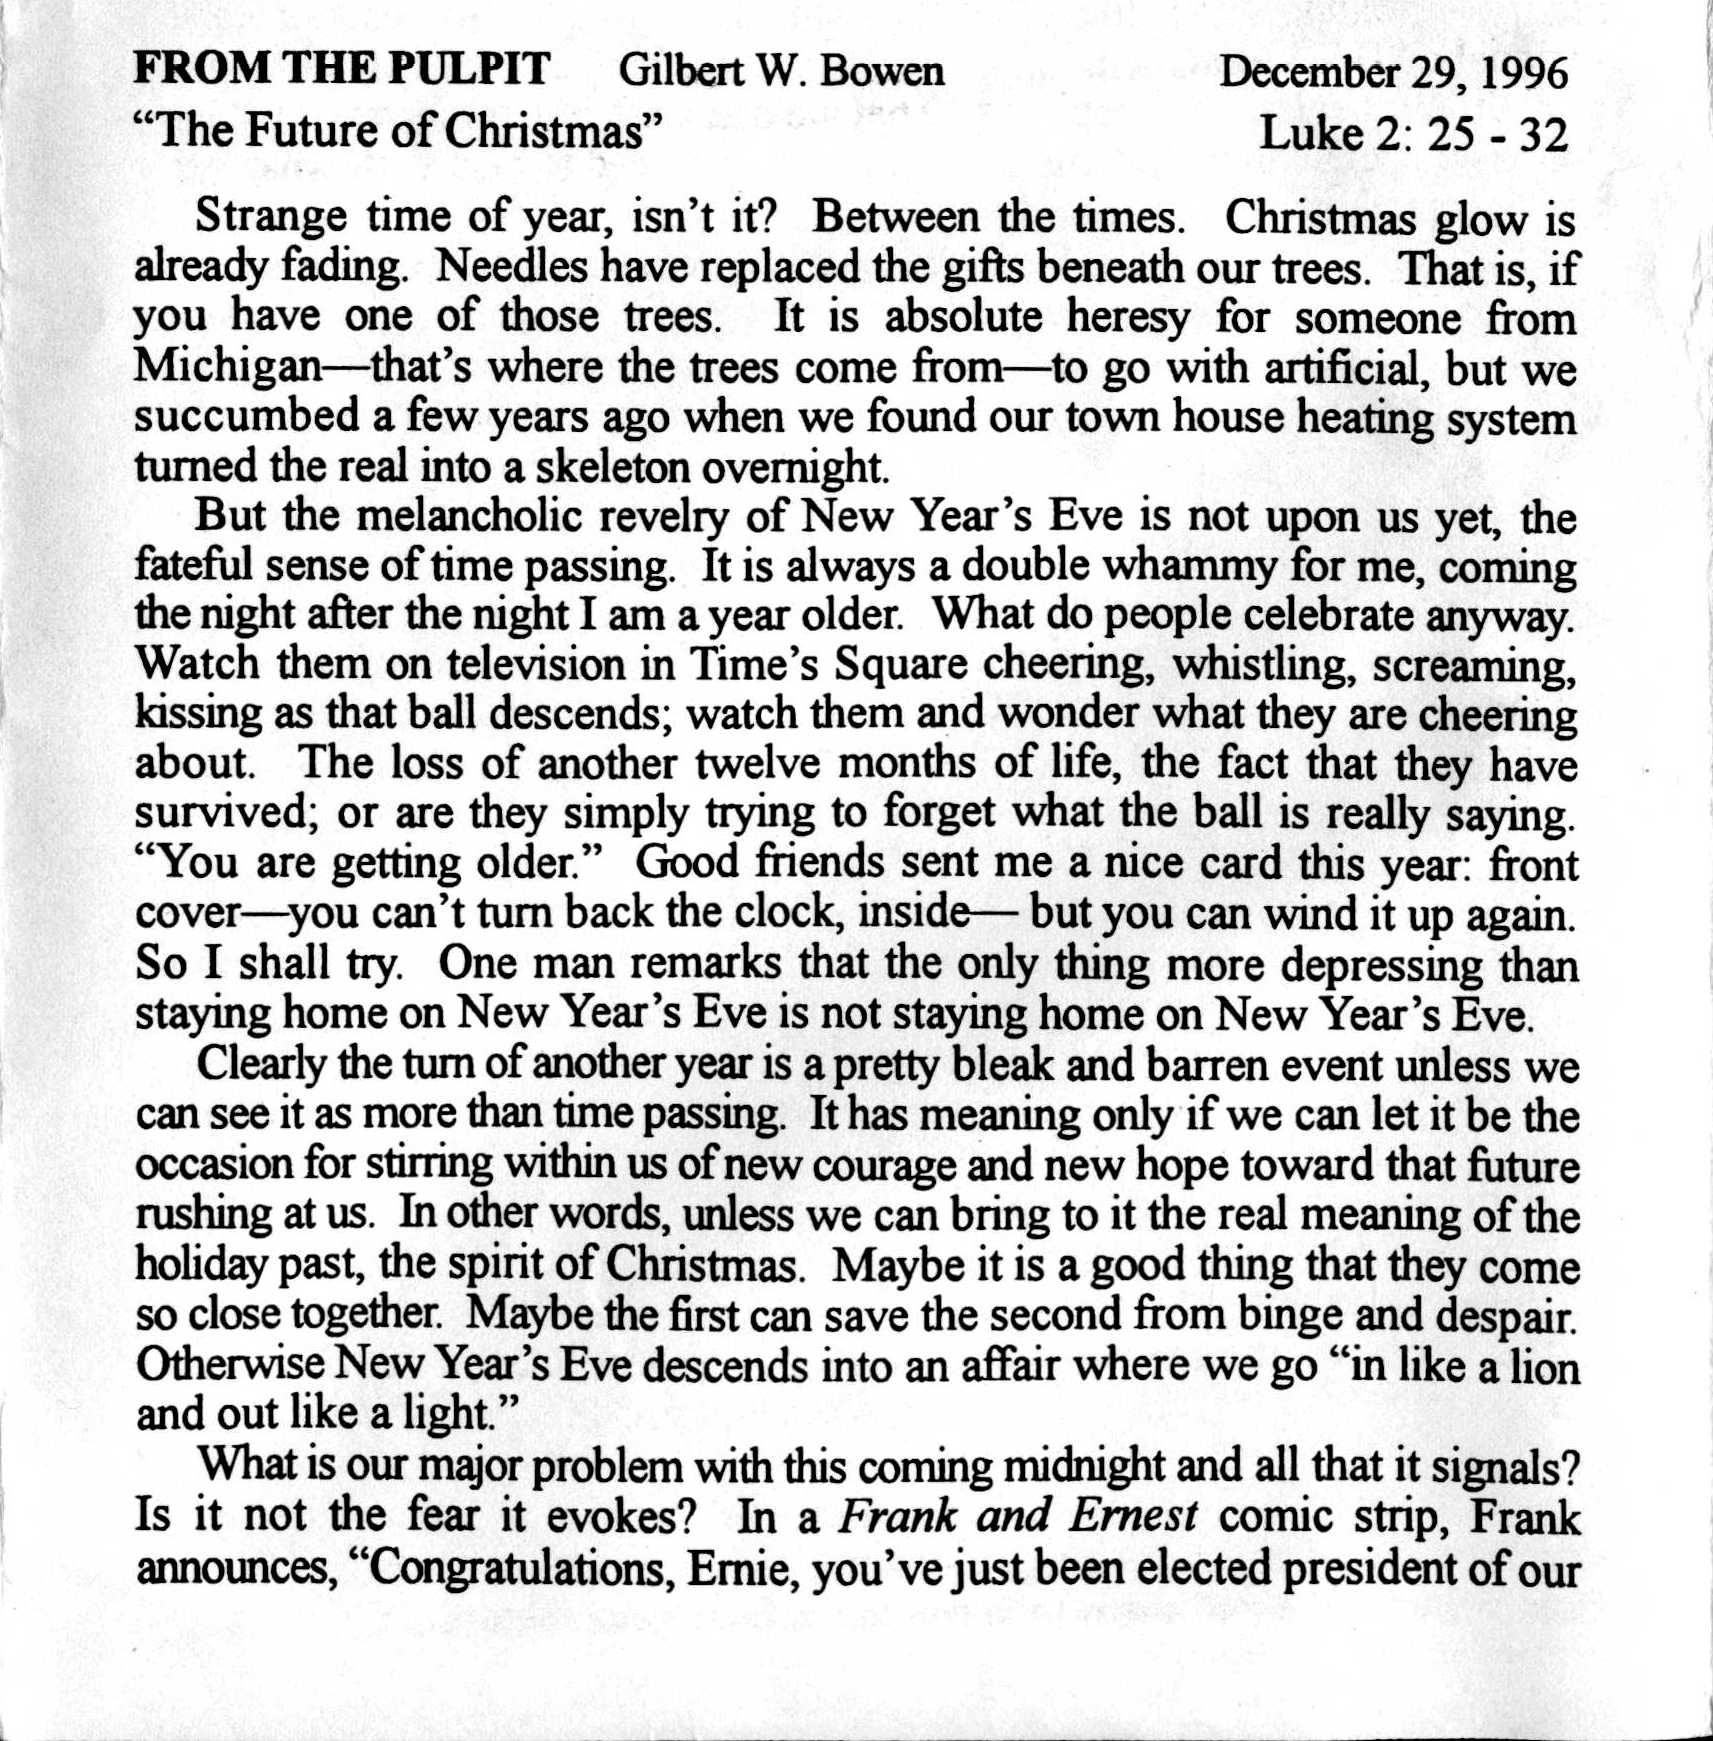 FROM THE PULPIT Gilbert W. Bowen December 29, 1996
“The Future of Christmas” Luke 2: 25 - 32
Strange time of year, isn’t it? Between the times. Christmas glow is
already fading. Needles have replaced the gifts beneath our trees. That is, if
you have one of those trees. It is absolute heresy for someone from
Michigan—that’s where the trees come from—to go with artificial, but we
succumbed a few years ago when we found our town house heating system
turned the real into a skeleton overnight.
But the melancholic revelry of New Year’s Eve is not upon us yet, the
fateful sense of time passing. It is always a double whammy for me, coming
the night after the night I am a year older. What do people celebrate anyway.
Watch them on television in Time’s Square cheering, whistling, screaming,
kissing as that ball descends; watch them and wonder what they are cheering
about. The loss of another twelve months of life, the fact that they have
survived; or are they simply trying to forget what the ball is really saying.
“You are getting older.” Good friends sent me a nice card this year: front
cover—you can’t turn back the clock, inside— but you can wind it up again.
So I shall try. One man remarks that the only thing more depressing than
staying home on New Year’s Eve is not staying home on New Year’s Eve.
Clearly the turn of another year is a pretty bleak and barren event unless we
can see it as more than time passing. It has meaning only if we can let it be the
occasion for stirring within us of new courage and new hope toward that future
rushing at us. In other words, unless we can bring to it the real meaning of the
holiday past, the spirit of Christmas. Maybe it is a good thing that they come
so close together. Maybe the first can save the second from binge and despair.
Otherwise New Year’s Eve descends into an affair where we go “in like a lion
and out like a light.”
What is our major problem with this coming midnight and all that it signals?
Is it not the fear it evokes? In a Frank and Ernest comic strip, Frank
announces, “Congratulations, Ernie, you’ve just been elected president of our